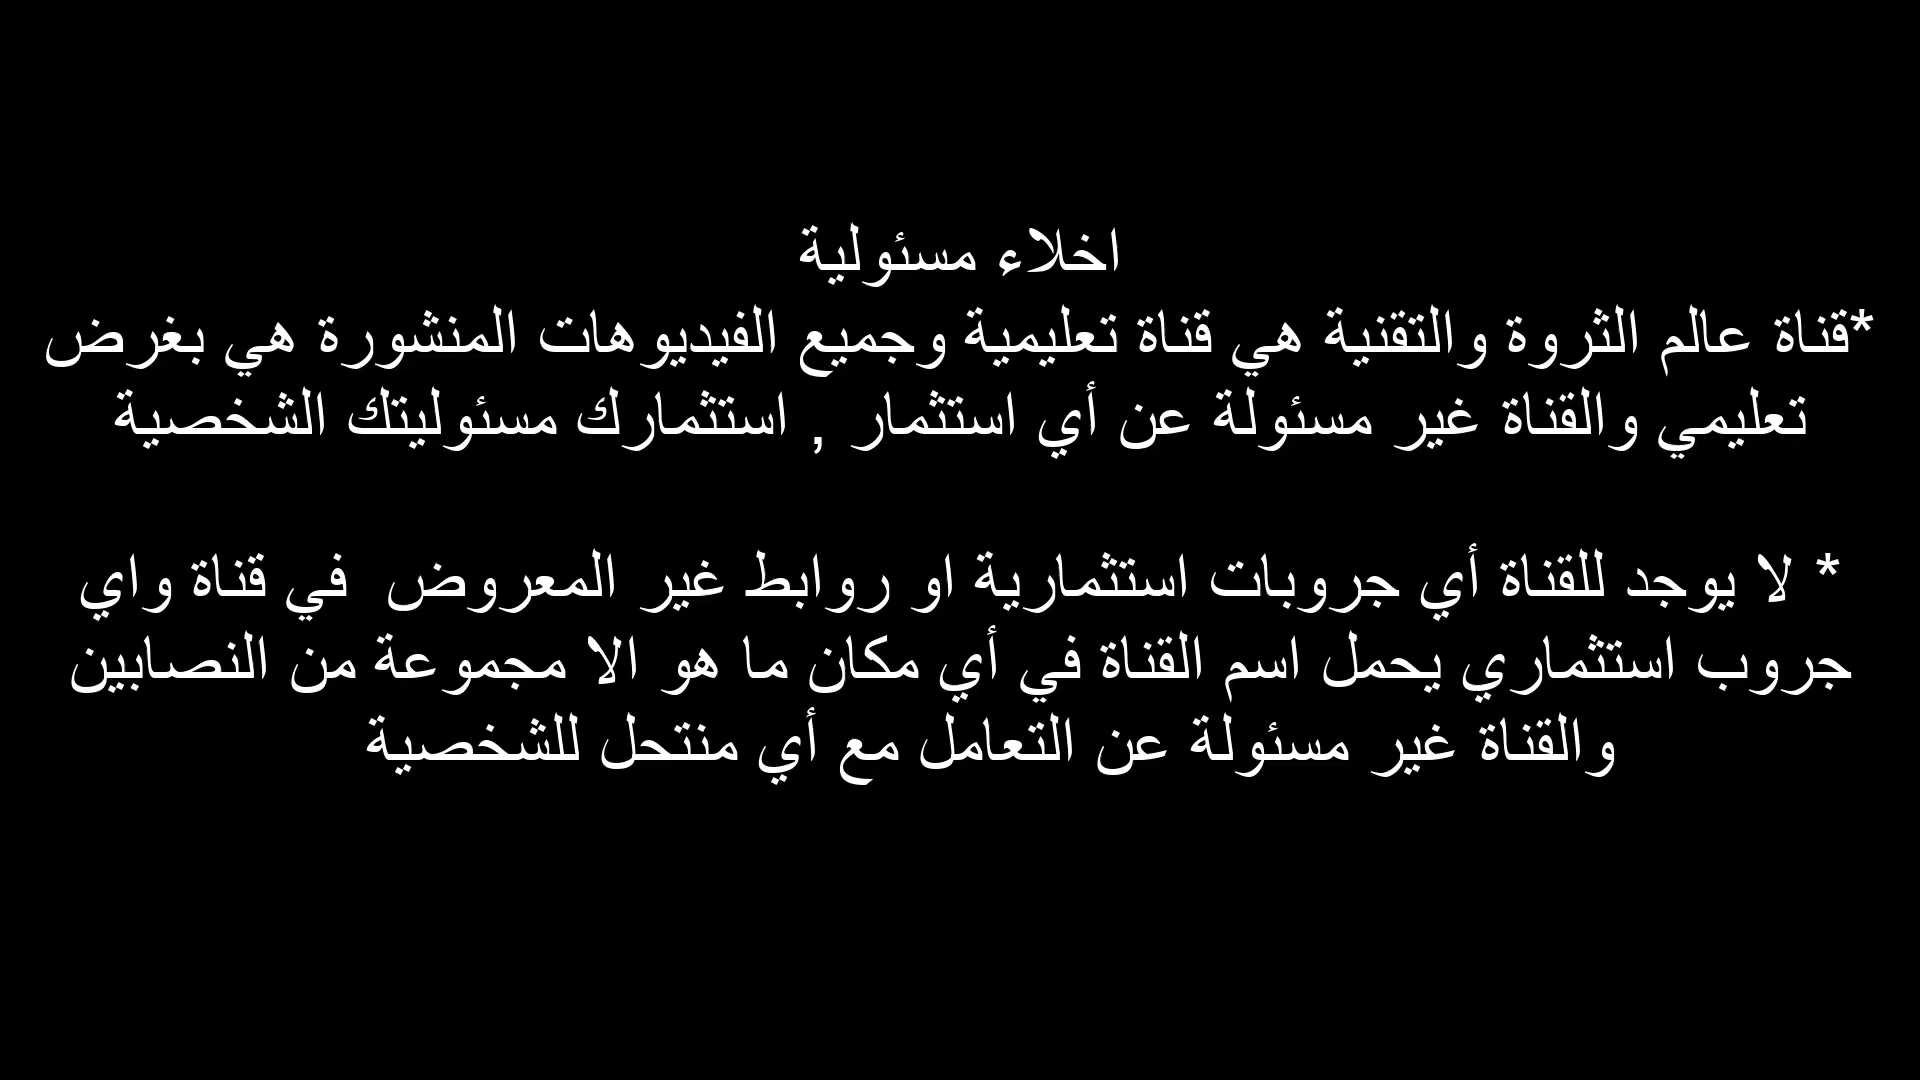 اخلاء مسئولية
*قناة عالم الثروة والتقنية هي قناة تعليمية وجميع الفيديوهات المنشورة هي بغرض
تعليمي والقناة غير مسئولة عن أي استثمار , استثمارك مسئوليتك الشخصية
* لا يوجد للقناة أي جروبات استثمارية او روابط غير المعروض في قناة واي
جروب استثماري يحمل اسم القناة في أي مكان ما هو الا مجموعة من النصابين
والقناة غير مسئولة عن التعامل مع أي منتحل للشخصية